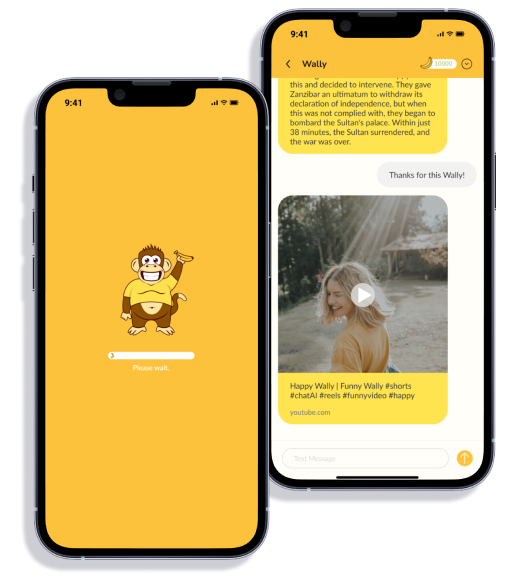 9:41
Please wait.
9:41
Wally
10000
this and decided to intervene. They gave
Zanzibar an ultimatum to withdraw its
declaration of independence, but when
this was not complied with, they began to
bombard the Sultan's palace. Within just
38 minutes, the Sultan surrendered, and
the war was over.
Thanks for this Wally!
Happy Wally | Funny Wally #shorts
#chatAI #reels #funnyvideo #happy
youtube.com
Text Message